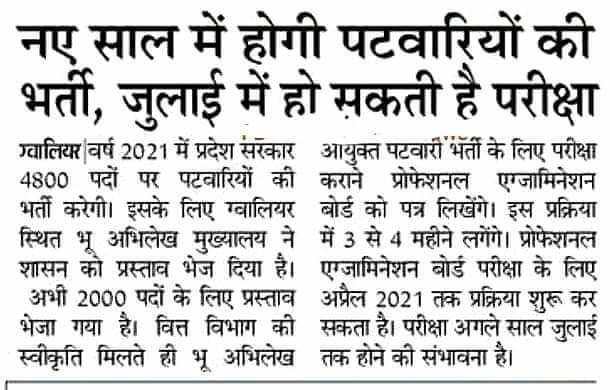 नए साल में होगी पटवारियों की
भर्ती, जुलाई में हो सकती है परीक्षा
ग्वालियर|वर्ष 2021 में प्रदेश सरकार
4800 पदों पर पटवारियों की
भर्ती करेगी। इसके लिए ग्वालियर
स्थित भू अभिलेख मुख्यालय ने
शासन को प्रस्ताव भेज दिया है।
अभी 2000 पदों के लिए प्रस्ताव
भेजा गया है। वित्त विभाग की
स्वीकृति मिलते ही भू अभिलेख
आयुक्त पटवारी भर्ती के लिए परीक्षा
कराने प्रोफेशनल एग्जामिनेशन
बोर्ड को पत्र लिखेंगे। इस प्रक्रिया
में 3 से 4 महीने लगेंगे। प्रोफेशनल
एग्जामिनेशन बोर्ड परीक्षा के लिए
अप्रैल 2021 तक प्रक्रिया शुरू कर
सकता है। परीक्षा अगले साल जुलाई
तक होने की संभावना है।